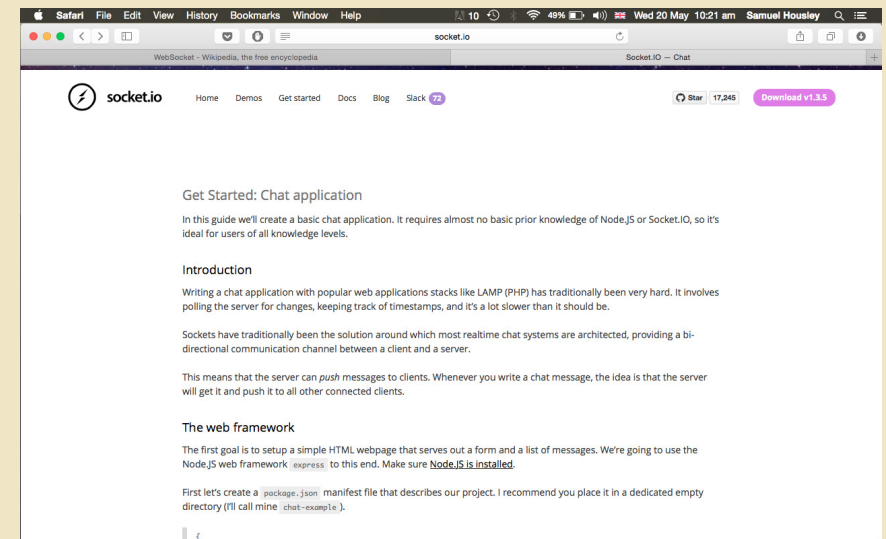 Safari File Edit View History Bookmarks Window Help 10 49% Wed 20 May 10:21 am Samuel Housley
socket.io
WebSocket - Wikipedia, the free encyclopedia Socket.IO — Chat
socket.io Home Demos Get started Docs Blog Slack 72 Star 17,245 Download v1.3.5
Get Started: Chat application
In this guide we'll create a basic chat application. It requires almost no basic prior knowledge of Node.JS or Socket.IO, so it's
ideal for users of all knowledge levels.
Introduction
Writing a chat application with popular web applications stacks like LAMP (PHP) has traditionally been very hard. It involves
polling the server for changes, keeping track of timestamps, and it's a lot slower than it should be.
Sockets have traditionally been the solution around which most realtime chat systems are architected, providing a bi-
directional communication channel between a client and a server.
This means that the server can push messages to clients. Whenever you write a chat message, the idea is that the server
will get it and push it to all other connected clients.
The web framework
The first goal is to setup a simple HTML webpage that serves out a form and a list of messages. We're going to use the
Node.JS web framework express to this end. Make sure Node.JS is installed.
First let's create a package.json manifest file that describes our project. I recommend you place it in a dedicated empty
directory (I'll call mine chat-example ).
{